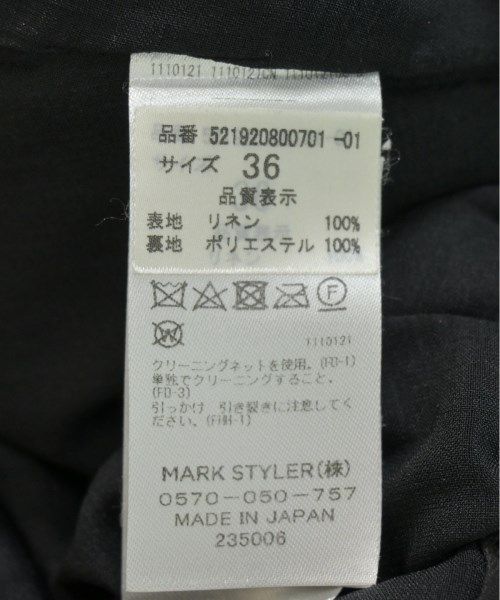 1110121 1110121CN 1110121
品番 521920800701 -01
サイズ 36
品質表示
表地 リネン 100%
裏地 ポリエステル 100%
F
W
1110121
クリーニングネットを使用。(FD-1)
単独でクリーニングすること。
(FD-3)
引っかけ 引き裂きに注意してく
ださい。(FHH-1)
MARK STYLER(株)
0570-050-757
MADE IN JAPAN
235006